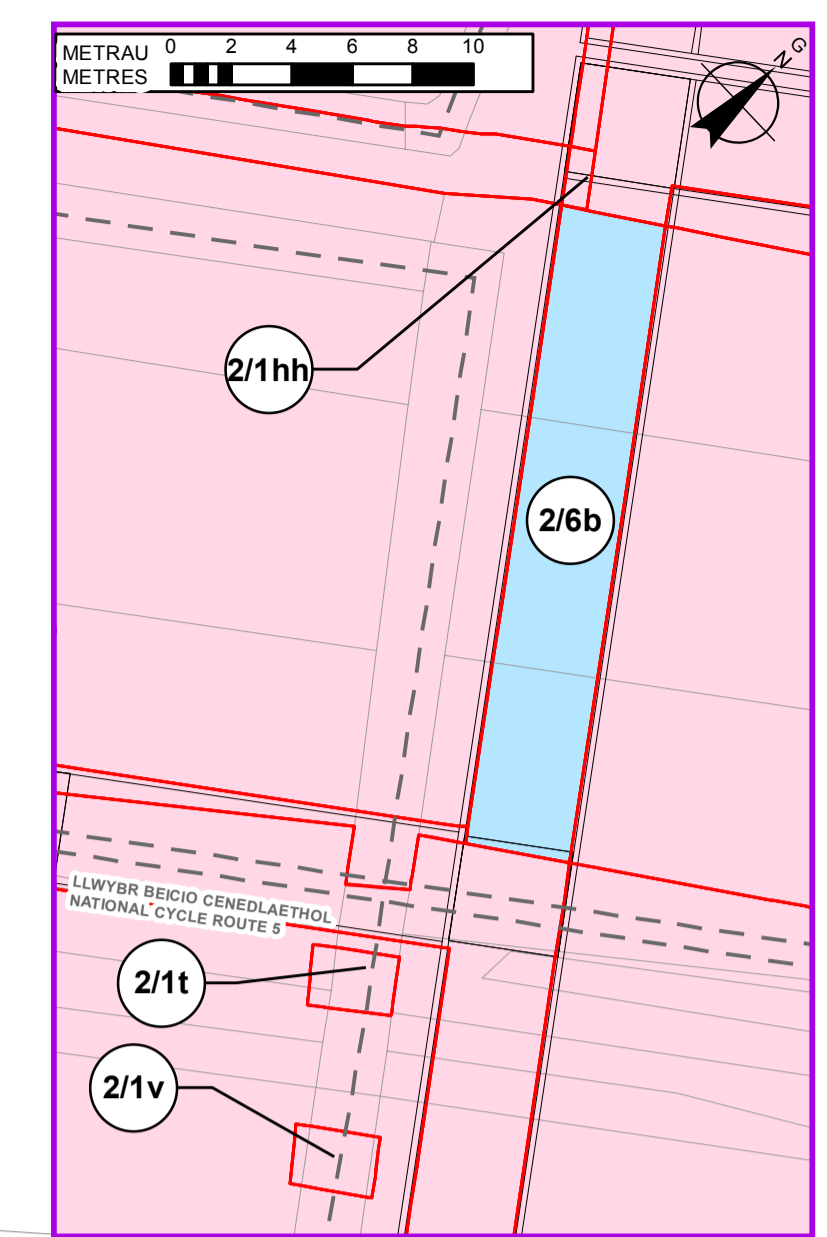 METRAU 0 2 4 6 8 10
METRES
G
N
2/1hh
2/6b
LLWYBR BEICIO CENEDLAETHOL
NATIONAL CYCLE ROUTE 5
2/1t
2/1v